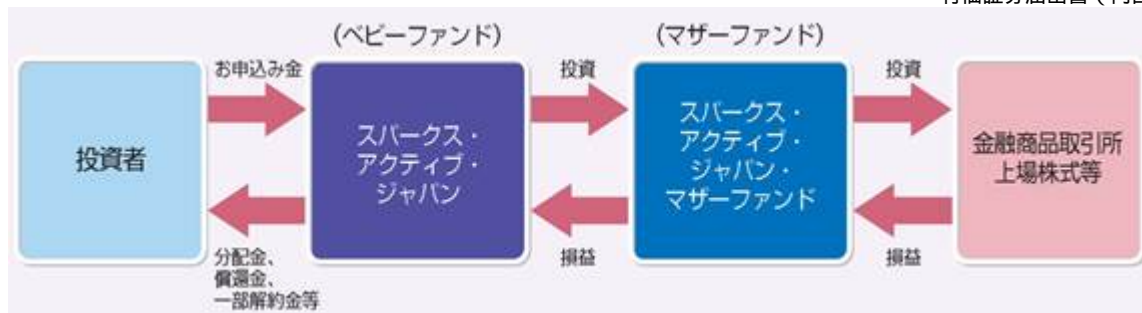 (ベビーファンド)
(マザーファンド)
お申込み金
投資
投資
投資者
スパークス・
アクティブ・
ジャパン
スパークス・
アクティブ・
ジャパン・
マザーファンド
金融商品取引所
上場株式等
分配金、
償還金、
一部解約金等
損益
損益